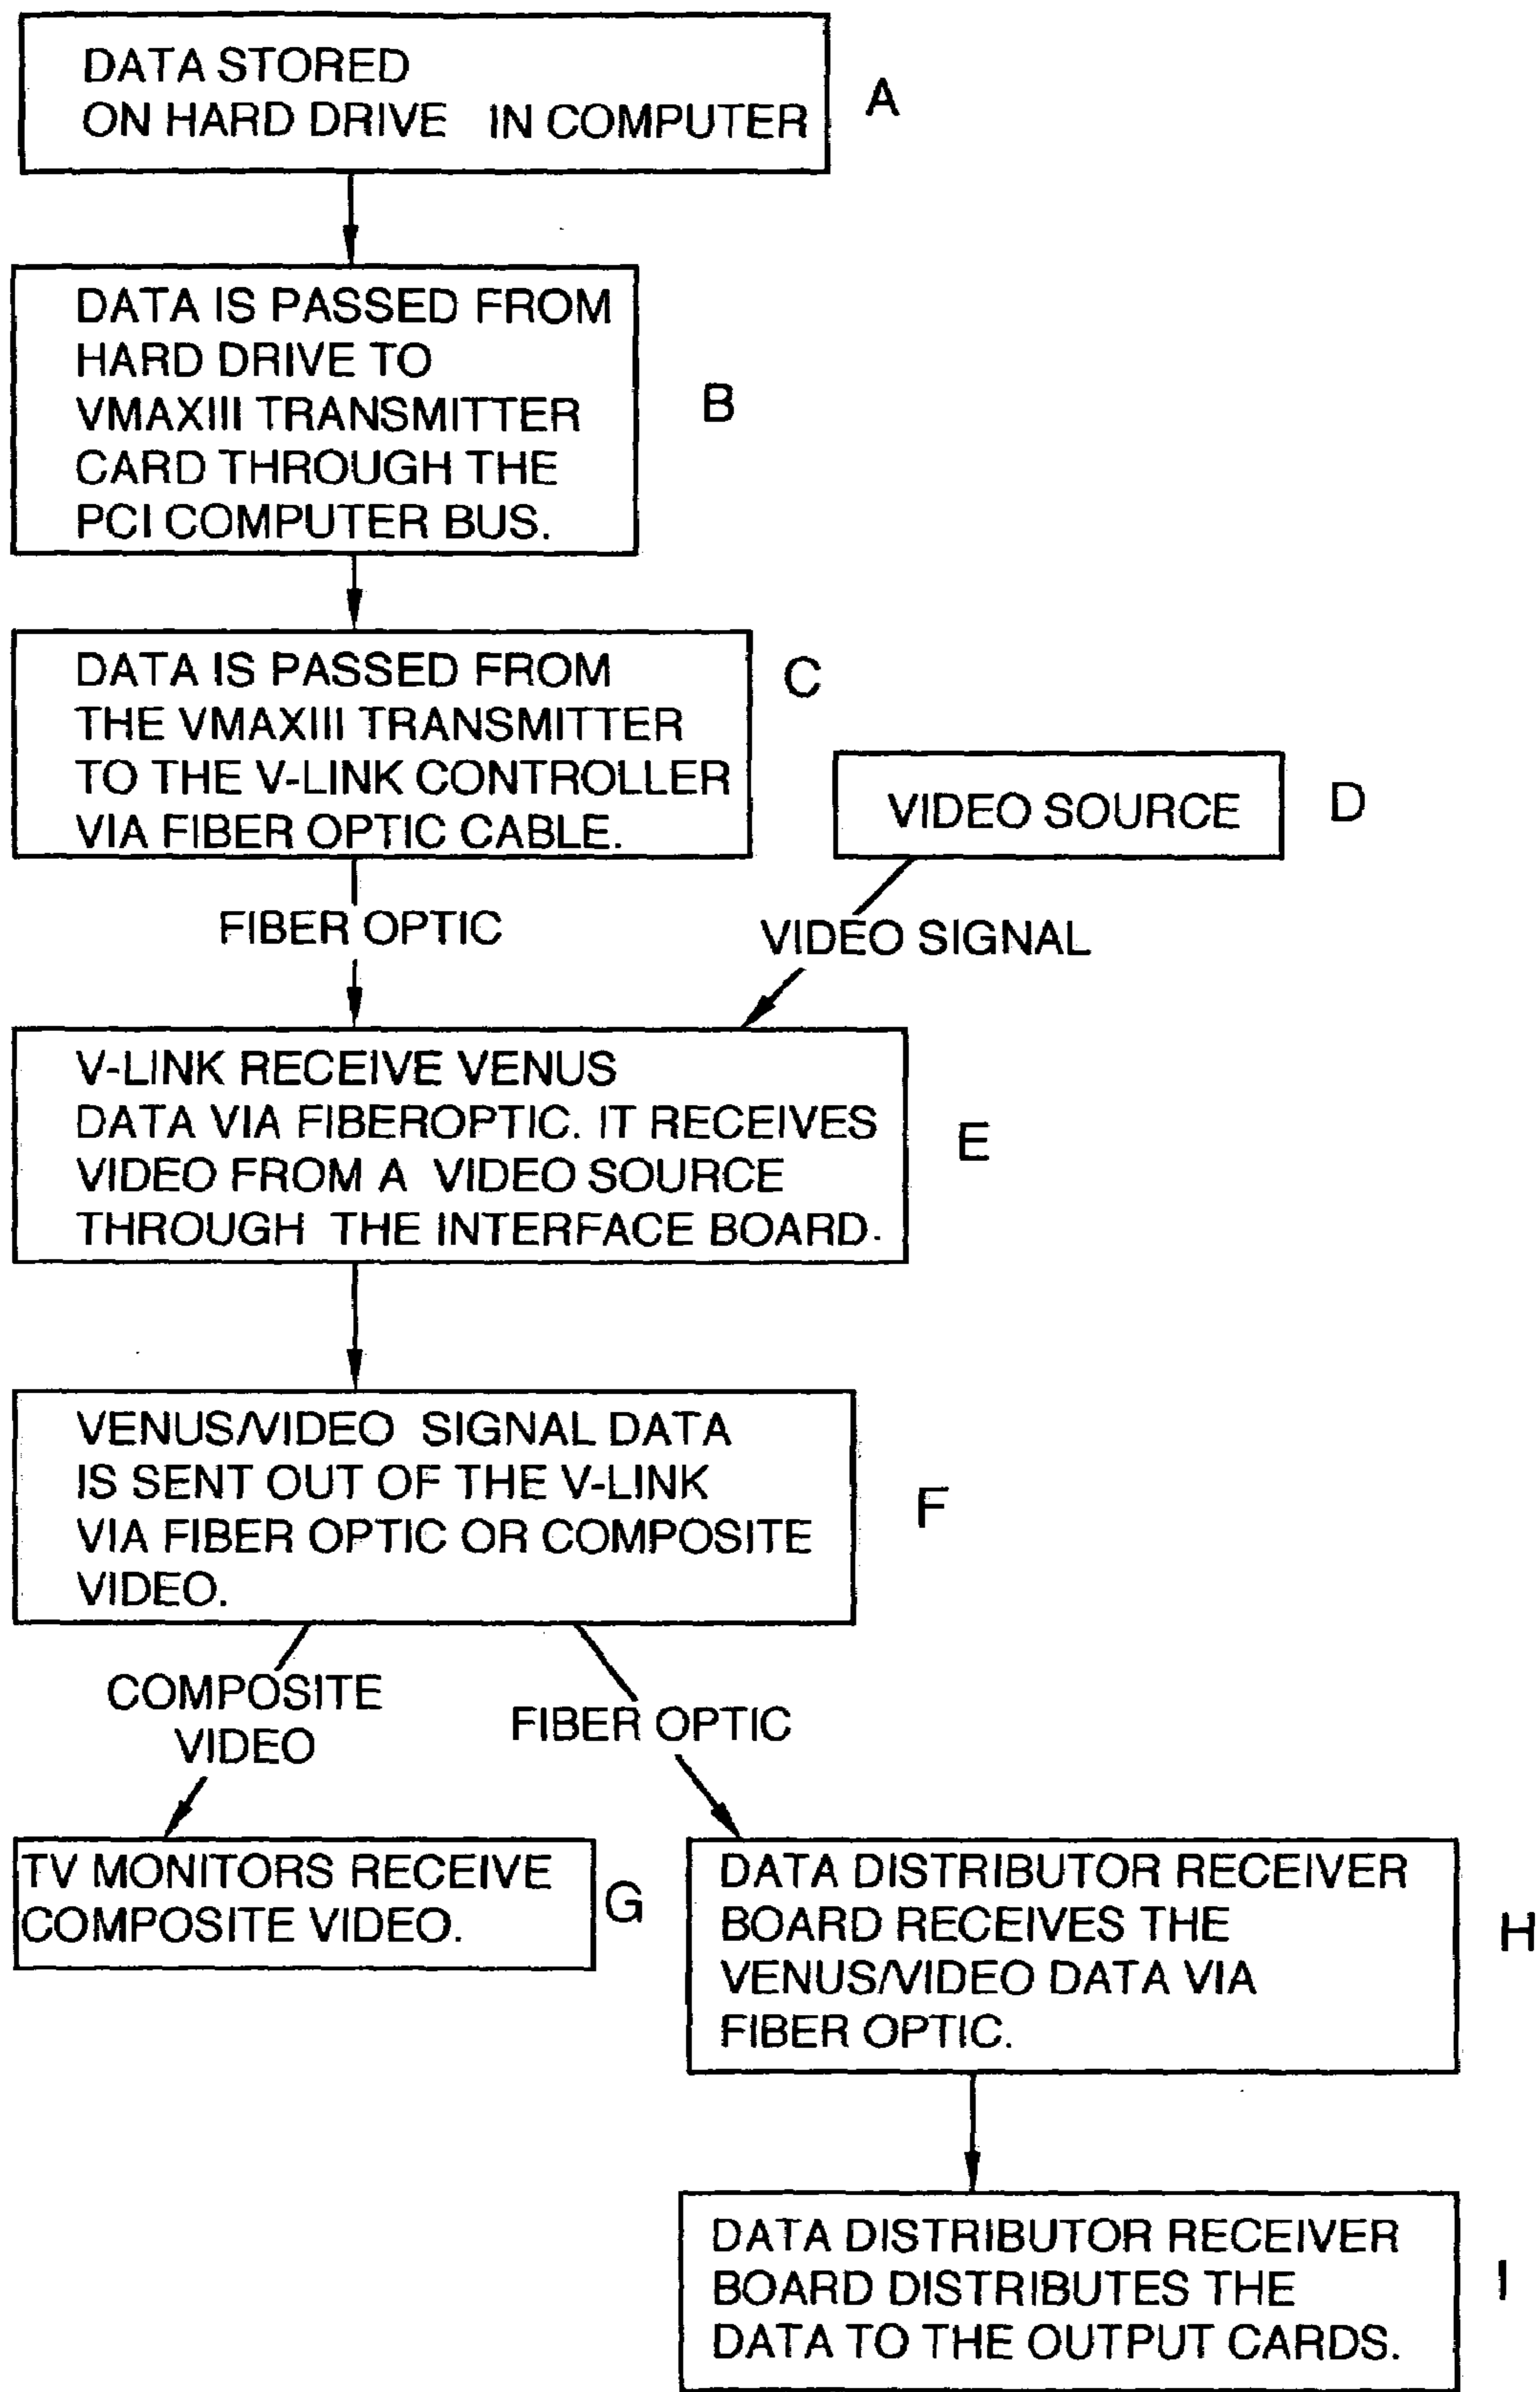 DATA STORED
ON HARD DRIVE IN COMPUTER
A
DATA IS PASSED FROM
HARD DRIVE TO
VMAXIII TRANSMITTER
CARD THROUGH THE
PCI COMPUTER BUS.
B
DATA IS PASSED FROM
THE VMAXIII TRANSMITTER
TO THE V-LINK CONTROLLER
VIA FIBER OPTIC CABLE.
C
VIDEO SOURCE
D
FIBER OPTIC
VIDEO SIGNAL
V-LINK RECEIVE VENUS
DATA VIA FIBEROPTIC. IT RECEIVES
VIDEO FROM A VIDEO SOURCE
THROUGH THE INTERFACE BOARD.
E
VENUS/VIDEO SIGNAL DATA
IS SENT OUT OF THE V-LINK
VIA FIBER OPTIC OR COMPOSITE
VIDEO.
F
COMPOSITE
VIDEO
FIBER OPTIC
TV MONITORS RECEIVE
COMPOSITE VIDEO.
G
DATA DISTRIBUTOR RECEIVER
BOARD RECEIVES THE
VENUS/VIDEO DATA VIA
FIBER OPTIC.
H
DATA DISTRIBUTOR RECEIVER
BOARD DISTRIBUTES THE
DATA TO THE OUTPUT CARDS.
I